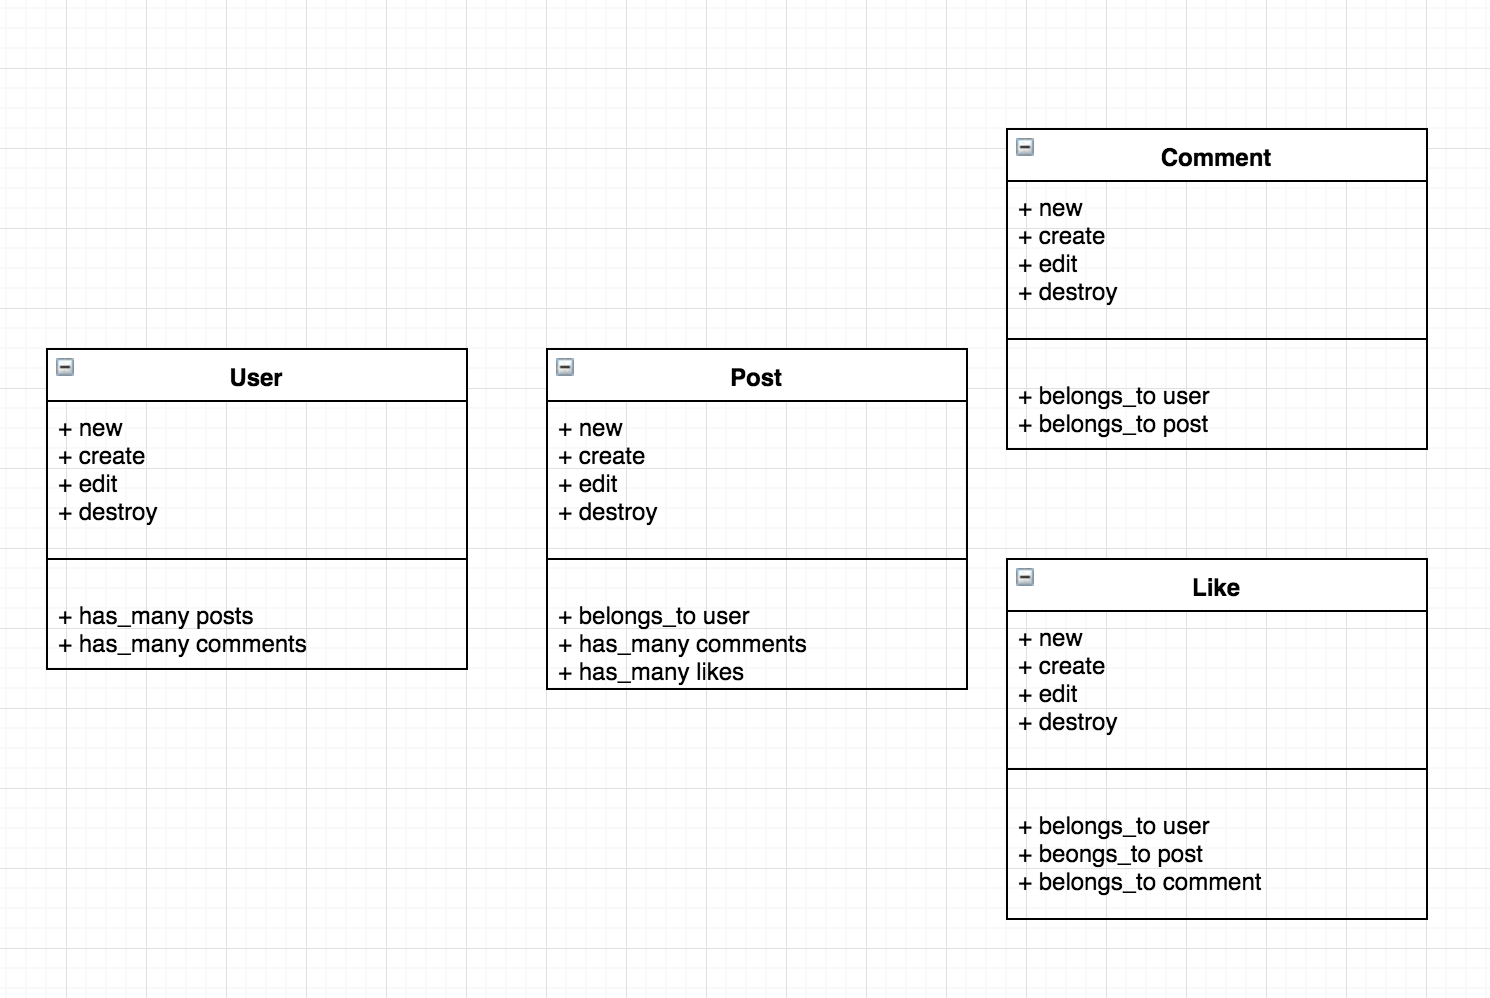 User
+ new
+ create
+ edit
+ destroy
+ has_many posts
+ has_many comments
Post
+ new
+ create
+ edit
+ destroy
+ belongs_to user
+ has_many comments
+ has_many likes
Comment
+ new
+ create
+ edit
+ destroy
+ belongs_to user
+ belongs_to post
Like
+ new
+ create
+ edit
+ destroy
+ belongs_to user
+ beongs_to post
+ belongs_to comment